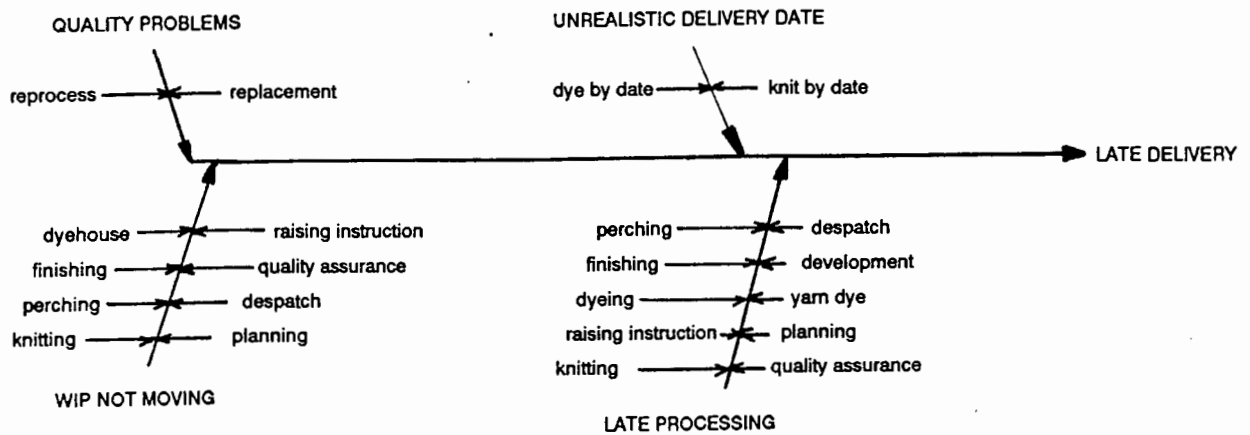 QUALITY PROBLEMS
UNREALISTIC DELIVERY DATE
reprocess replacement
dye by date knit by date
LATE DELIVERY
dyehouse raising instruction
finishing quality assurance
perching despatch
knitting planning
WIP NOT MOVING
perching despatch
finishing development
dyeing yarn dye
raising instruction planning
knitting quality assurance
LATE PROCESSING